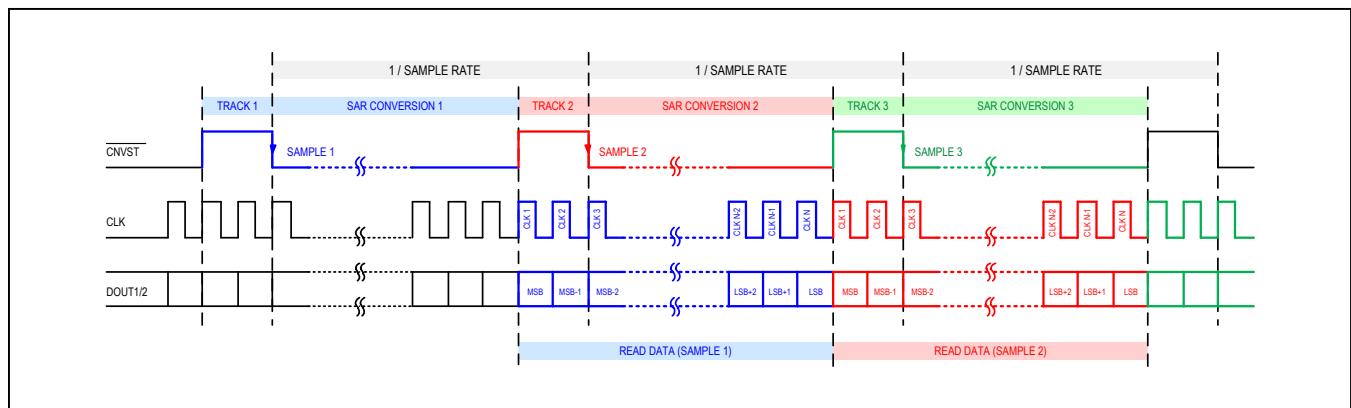 1 / SAMPLE RATE 1 / SAMPLE RATE 1 / SAMPLE RATE
TRACK 1 SAR CONVERSION 1 TRACK 2 SAR CONVERSION 2 TRACK 3 SAR CONVERSION 3
CNVST SAMPLE 1 SAMPLE 2 SAMPLE 3
CLK CLK 1 CLK 2 CLK 3 CLK N-2 CLK N-1 CLK N CLK 1 CLK 2 CLK 3 CLK N-2 CLK N-1 CLK N
DOUT1/2 MSB MSB-1 MSB-2 LSB+2 LSB+1 LSB MSB MSB-1 MSB-2 LSB+2 LSB+1 LSB
READ DATA (SAMPLE 1) READ DATA (SAMPLE 2)